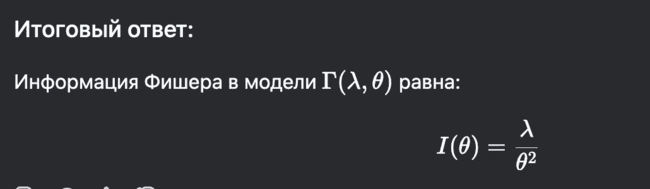 Итоговый ответ:
Информация Фишера в модели Γ(λ, θ) равна:
I(θ) = λ/θ²